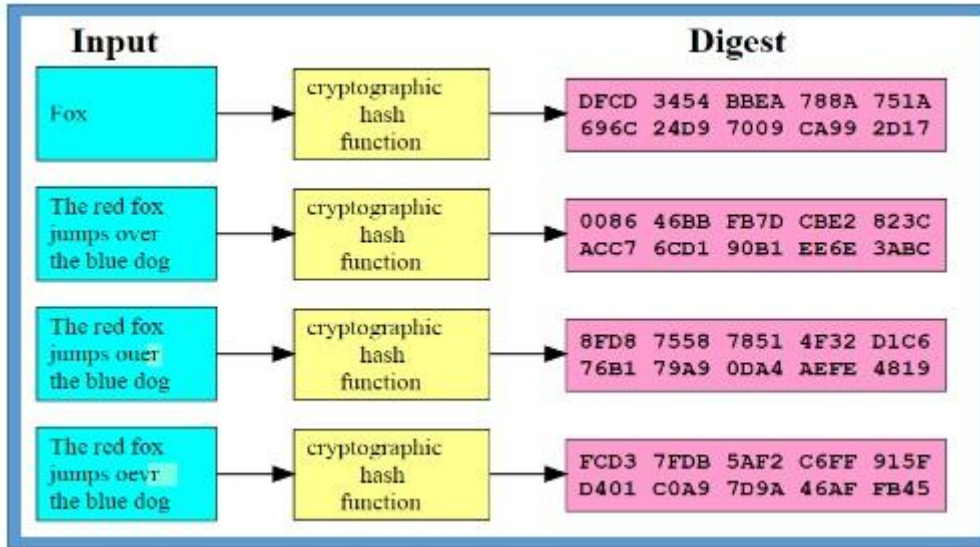 Input
Digest
Fox
cryptographic
hash
function
DFCD 3454 BBEA 788A 751A
696C 24D9 7009 CA99 2D17
The red fox
jumps over
the blue dog
cryptographic
hash
function
0086 46BB FB7D CBE2 823C
ACC7 6CD1 90B1 EE6E 3ABC
The red fox
jumps ouer
the blue dog
cryptographic
hash
function
8FD8 7558 7851 4F32 D1C6
76B1 79A9 0DA4 AEFE 4819
The red fox
jumps oevr
the blue dog
cryptographic
hash
function
FCD3 7FDB 5AF2 C6FF 915F
D401 C0A9 7D9A 46AF FB45